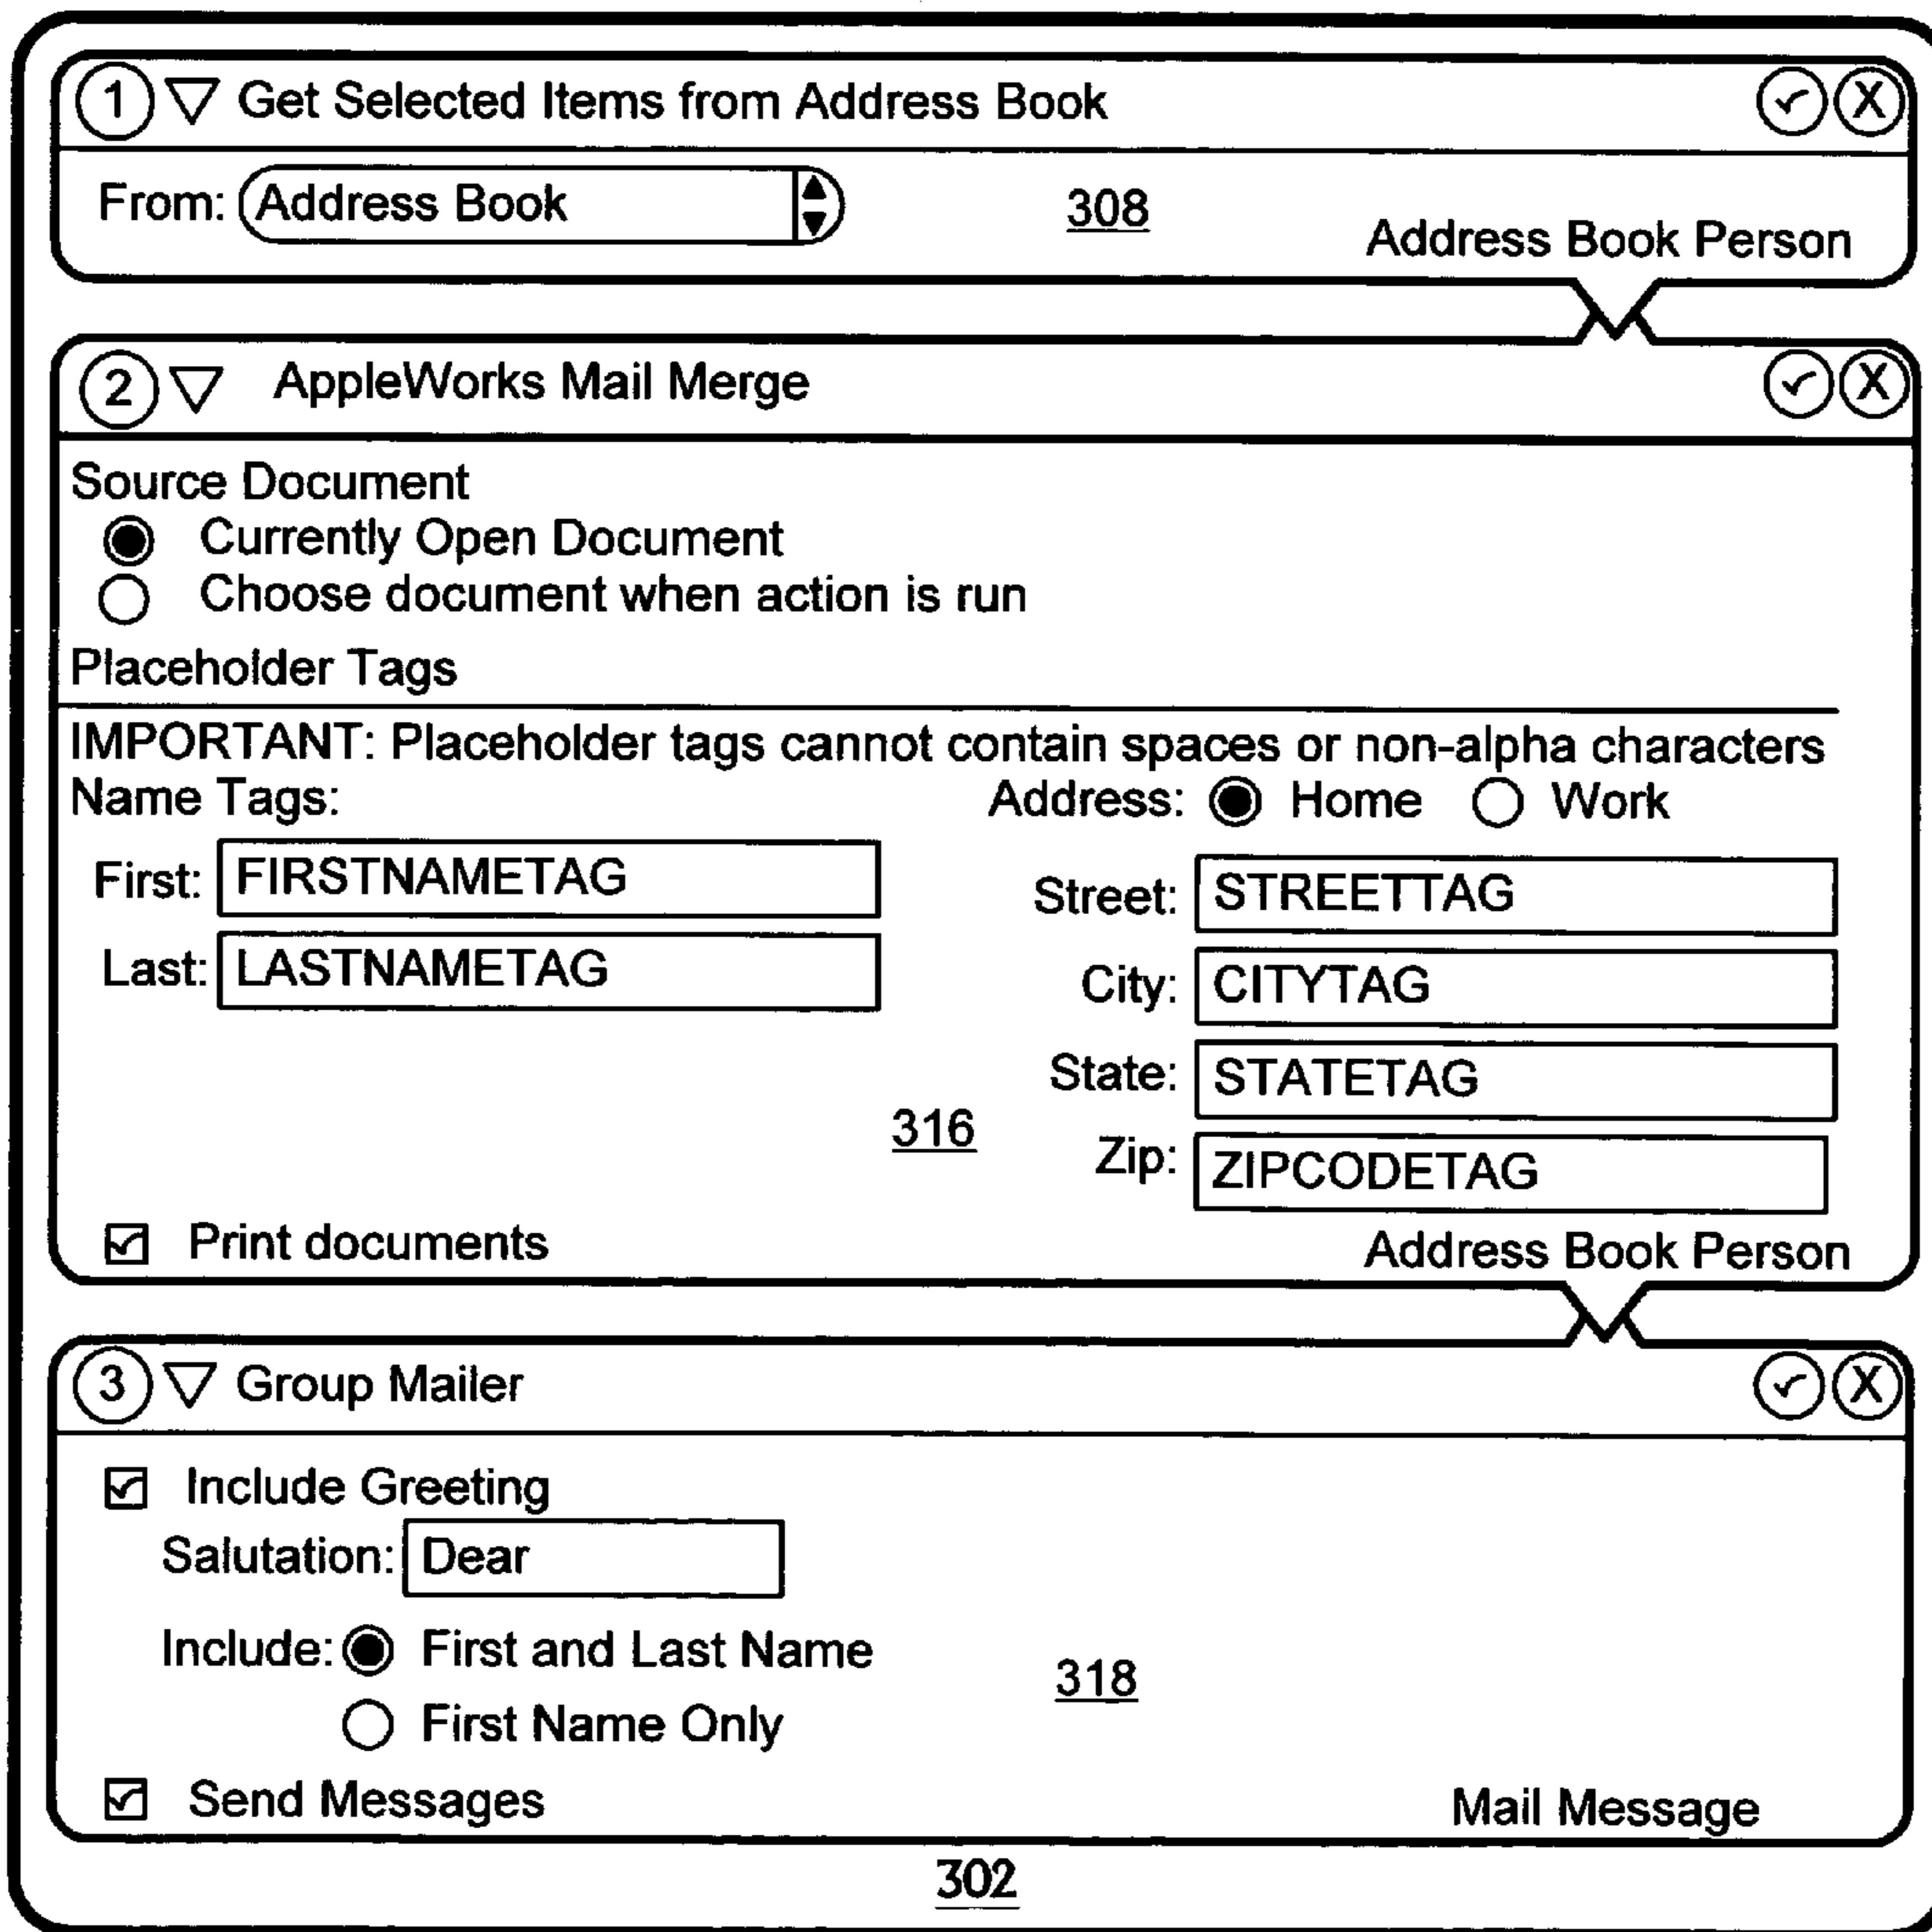 1 Get Selected Items from Address Book X
From: Address Book 308
Address Book Person
2 AppleWorks Mail Merge X
Source Document
Currently Open Document
Choose document when action is run
Placeholder Tags
IMPORTANT: Placeholder tags cannot contain spaces or non-alpha characters
Name Tags: Address: Home Work
First: FIRSTNAMETAG Street: STREETTAG
Last: LASTNAMETAG City: CITYTAG
State: STATETAG
316 Zip: ZIPCODETAG
Print documents Address Book Person
3 Group Mailer X
Include Greeting
Salutation: Dear
Include: First and Last Name
318
First Name Only
Send Messages Mail Message
302